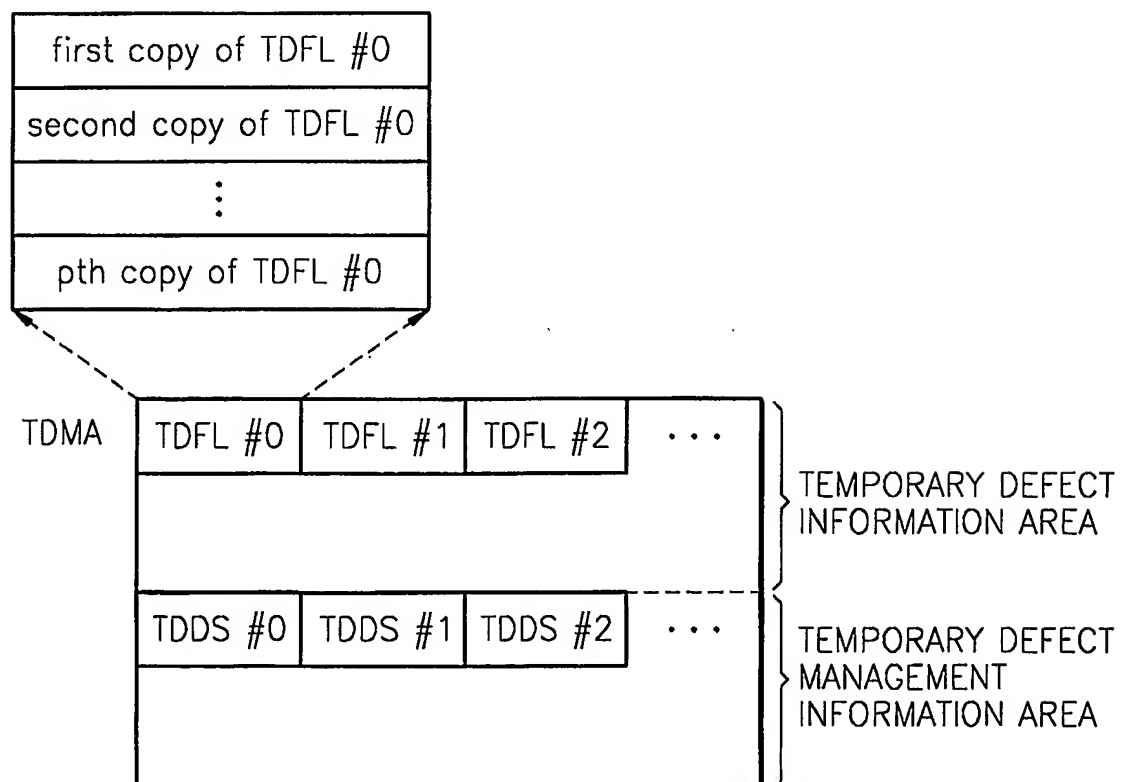 first copy of TDFL #0
second copy of TDFL #0
⋮
pth copy of TDFL #0
TDMA
TDFL #0 TDFL #1 TDFL #2 ...
TEMPORARY DEFECT
INFORMATION AREA
TDDS #0 TDDS #1 TDDS #2 ...
TEMPORARY DEFECT
MANAGEMENT
INFORMATION AREA